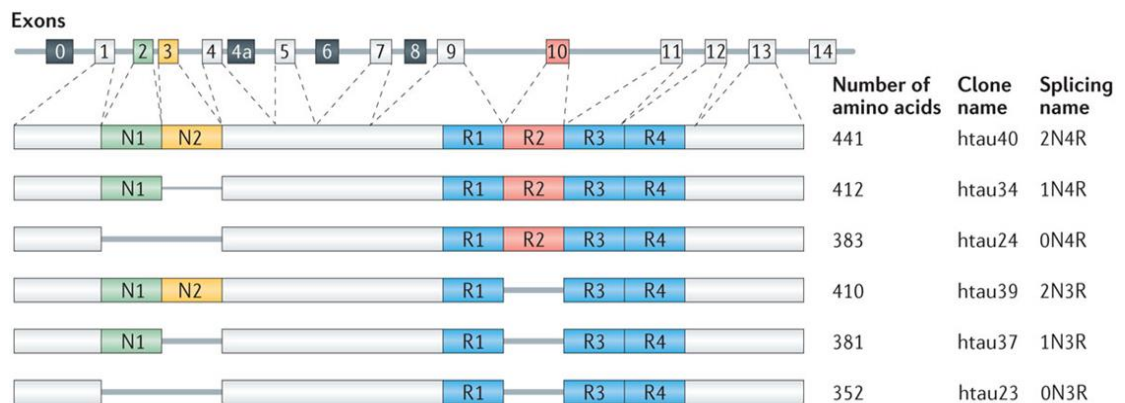 Exons
0 1 2 3 4 4a 5 6 7 8 9 10 11 12 13 14
Number of amino acids Clone name Splicing name
N1 N2 R1 R2 R3 R4 441 htau40 2N4R
N1 R1 R2 R3 R4 412 htau34 1N4R
R1 R2 R3 R4 383 htau24 0N4R
N1 N2 R1 R3 R4 410 htau39 2N3R
N1 R1 R3 R4 381 htau37 1N3R
R1 R3 R4 352 htau23 0N3R